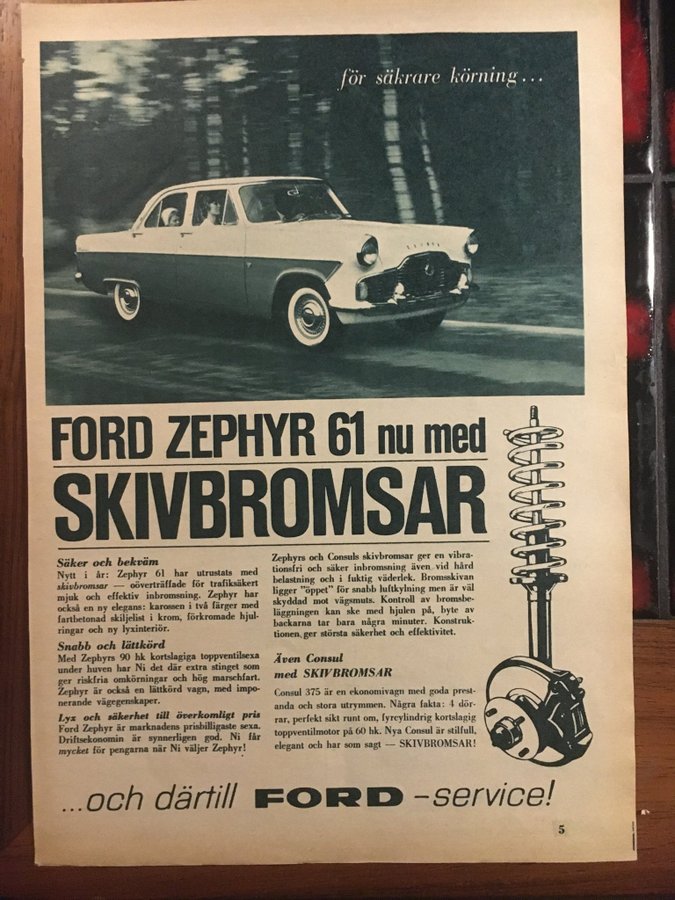 för säkrare körning...
FORD ZEPHYR 61 nu med
SKIVBROMSAR
Säker och bekväm
Nytt i år: Zephyr 61 har utrustats med
skivbromsar — oöverträffade för trafiksäkert
mjuk och effektiv inbromsning. Zephyr har
också en ny elegans: karossen i två färger med
fartbetonad skiljelist i krom, förkromade hjul-
ringar och ny lyxinteriör.
Snabb och lättkörd
Med Zephyrs 90 hk kortslagiga toppventilsexa
under huven har Ni det där extra stinget som
ger riskfria omkörningar och hög marschfart.
Zephyr är också en lättkörd vagn, med impo-
nerande vägegenskaper.
Lyx och säkerhet till överkomligt pris
Ford Zephyr är marknadens prisbilligaste sexa.
Driftsekonomin är synnerligen god. Ni får
mycket för pengarna när Ni väljer Zephyr!
Zephyrs och Consuls skivbromsar ger en vibra-
tionsfri och säker inbromsning även vid hård
belastning och i fuktig väderlek. Bromsskivan
ligger "öppet" för snabb luftkylning men är väl
skyddad mot vägsmuts. Kontroll av bromsbe-
läggningen kan ske med hjulen på, byte av
backarna tar bara några minuter. Konstruk-
tionen ger största säkerhet och effektivitet.
Även Consul
med SKIVBROMSAR
Consul 375 är en ekonomivagn med goda prest-
anda och stora utrymmen. Några fakta: 4 dör-
rar, perfekt sikt runt om, fyrcylindrig kortslagig
toppventilmotor på 60 hk. Nya Consul är stilfull,
elegant och har som sagt — SKIVBROMSAR!
...och därtill FORD -service!
5